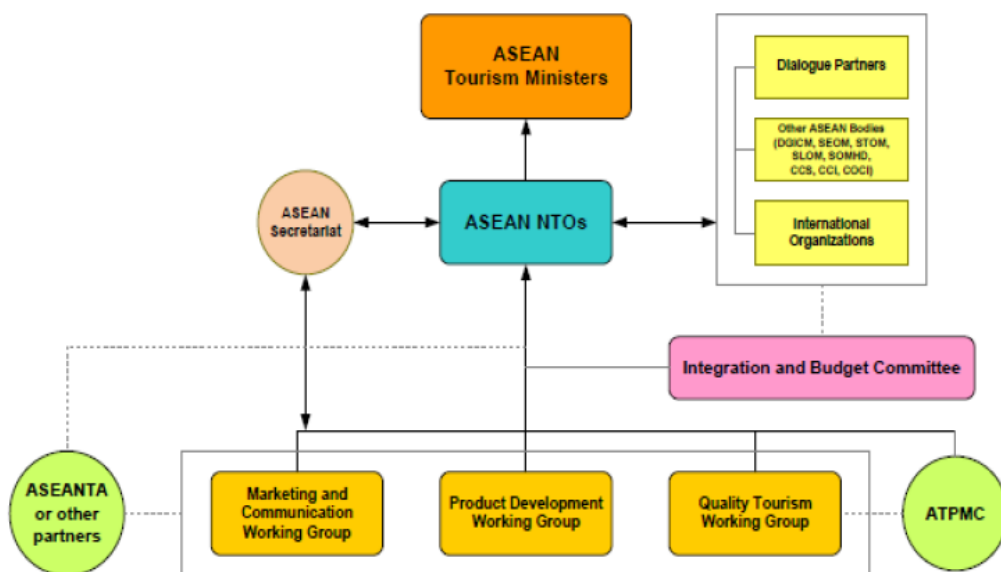 ASEAN
Tourism Ministers
Dialogue Partners
Other ASEAN Bodies
(DGICM, SEOM, STOM,
SLOM, SOMHD,
CCS, CCI, COCI)
International
Organizations
ASEAN
Secretariat
ASEAN NTOs
Integration and Budget Committee
ASEANTA
or other
partners
Marketing and
Communication
Working Group
Product Development
Working Group
Quality Tourism
Working Group
ATPMC